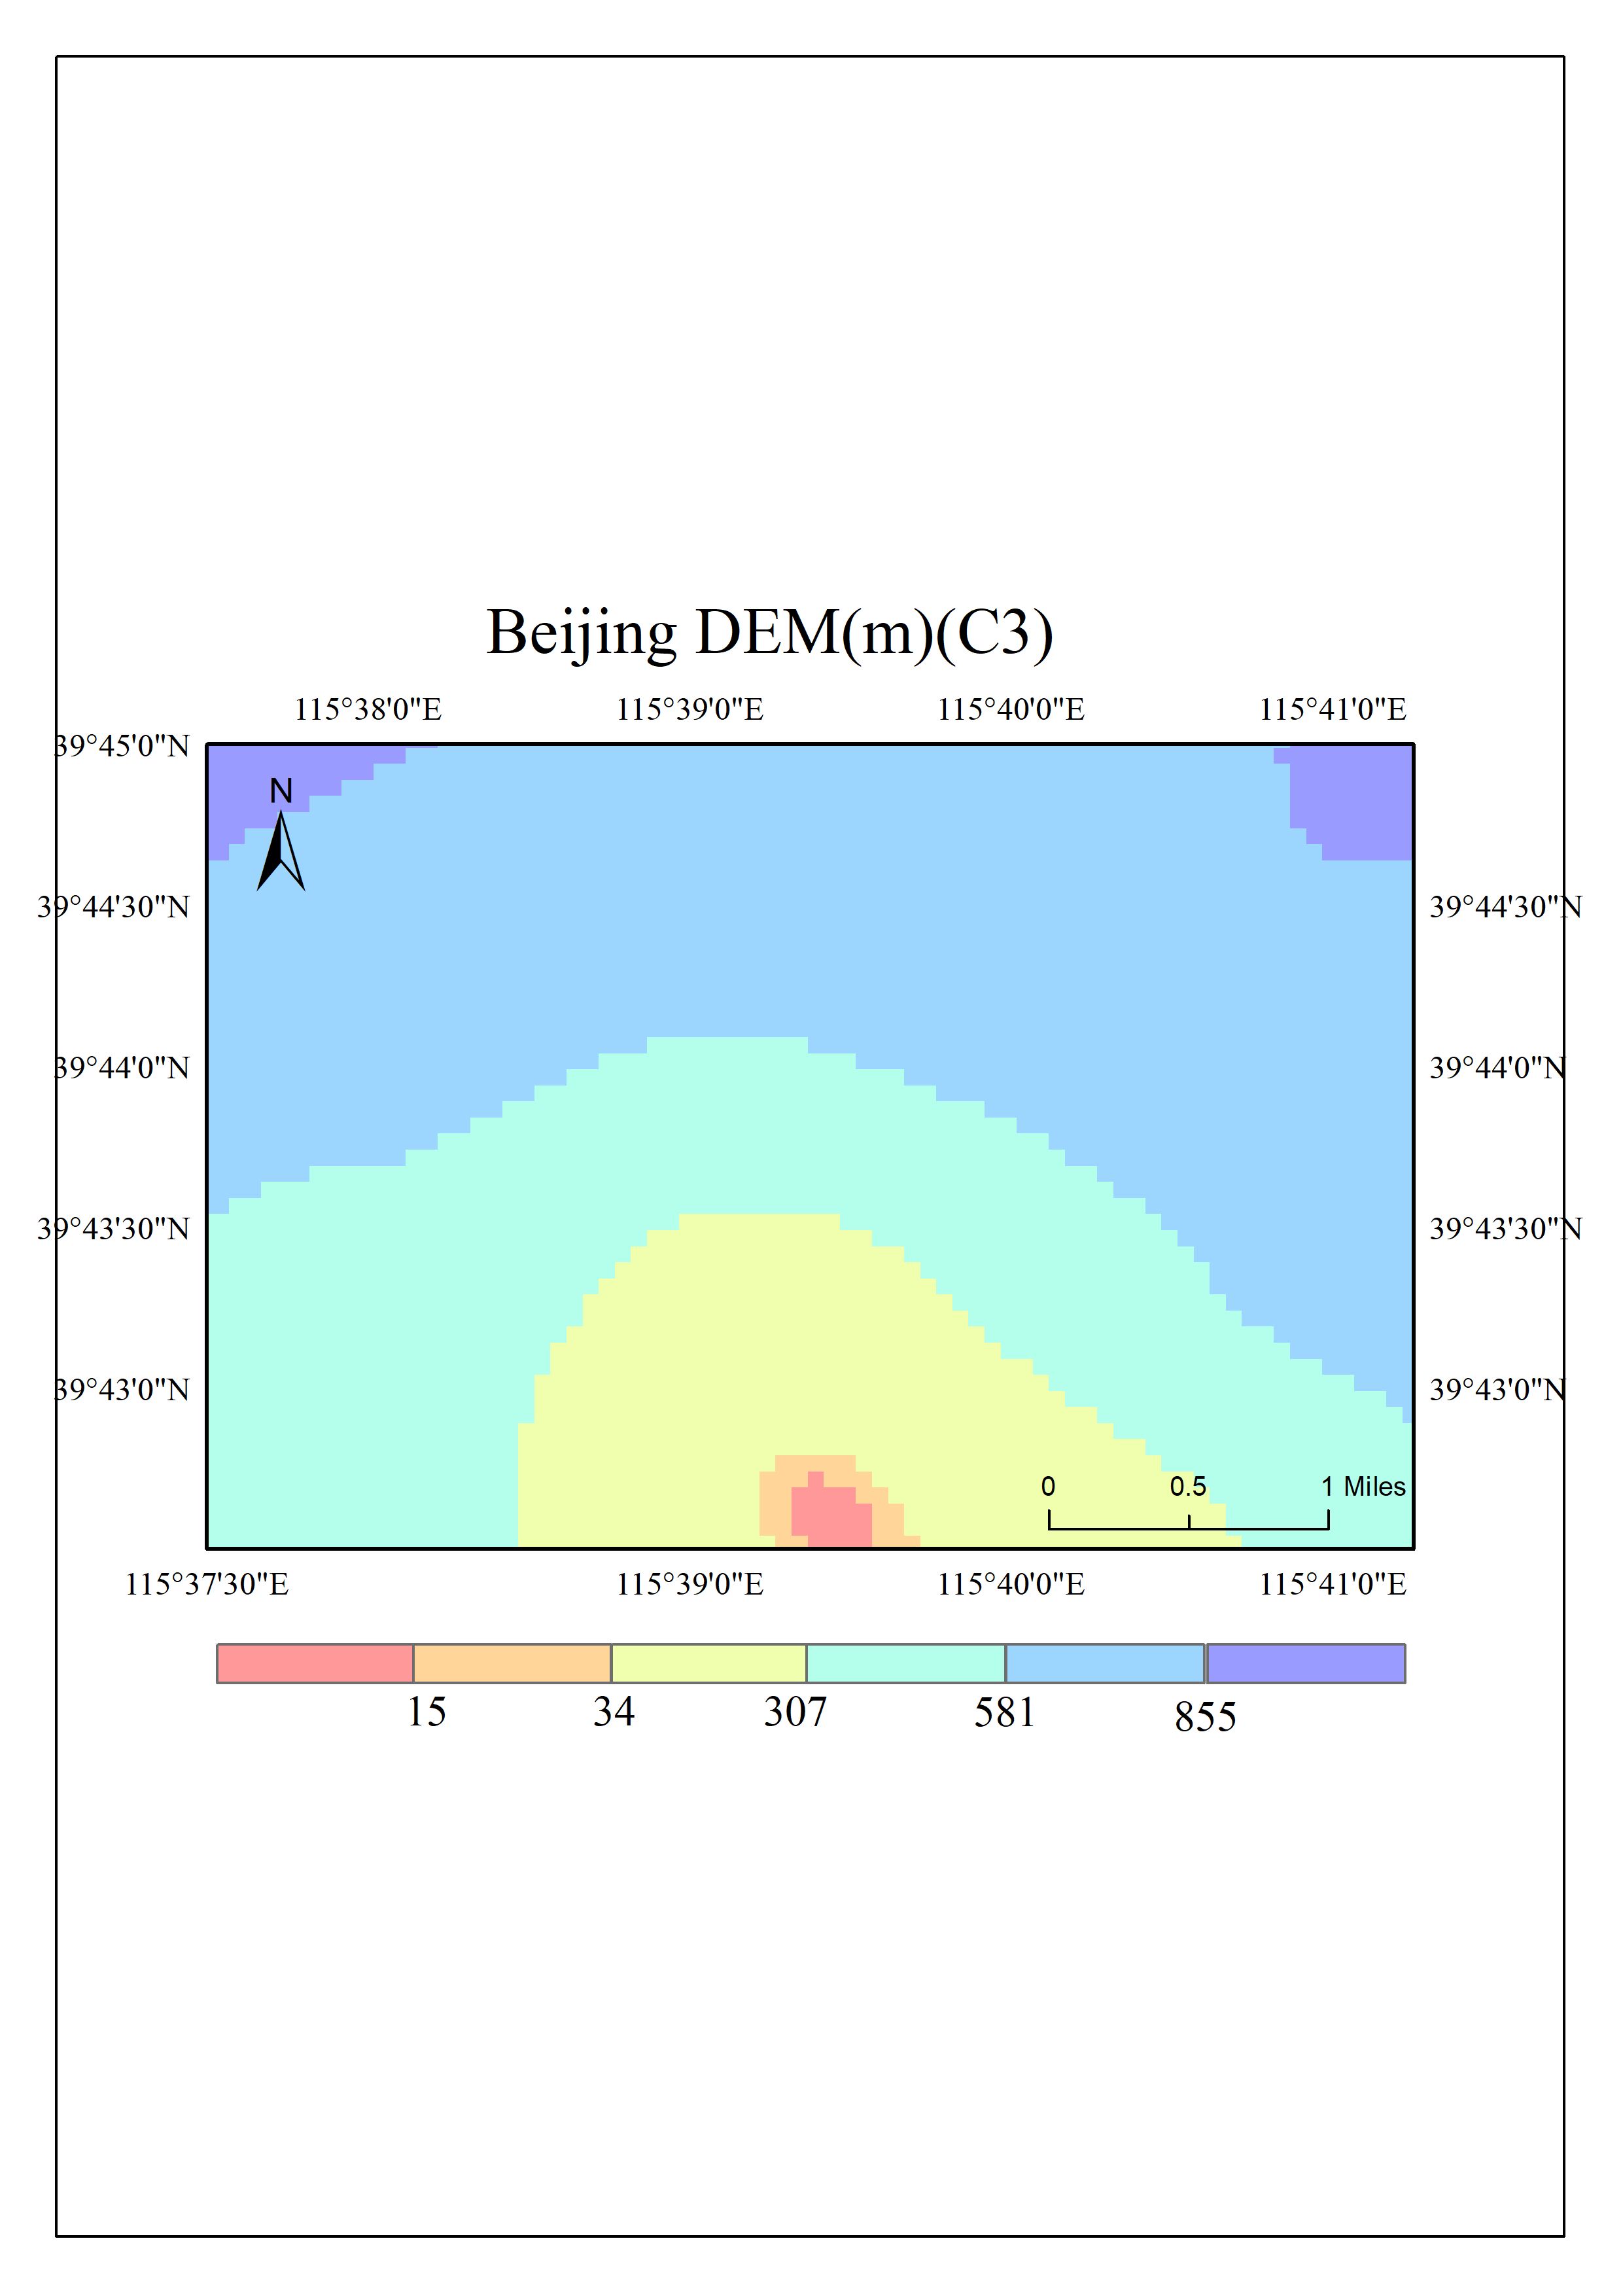 Beijing DEM(m)(C3)
115°38'0"E 115°39'0"E 115°40'0"E 115°41'0"E
39°45'0"N
N
39°44'30"N 39°44'30"N
39°44'0"N 39°44'0"N
39°43'30"N 39°43'30"N
39°43'0"N 39°43'0"N
0 0.5 1 Miles
115°37'30"E 115°39'0"E 115°40'0"E 115°41'0"E
15 34 307 581 855